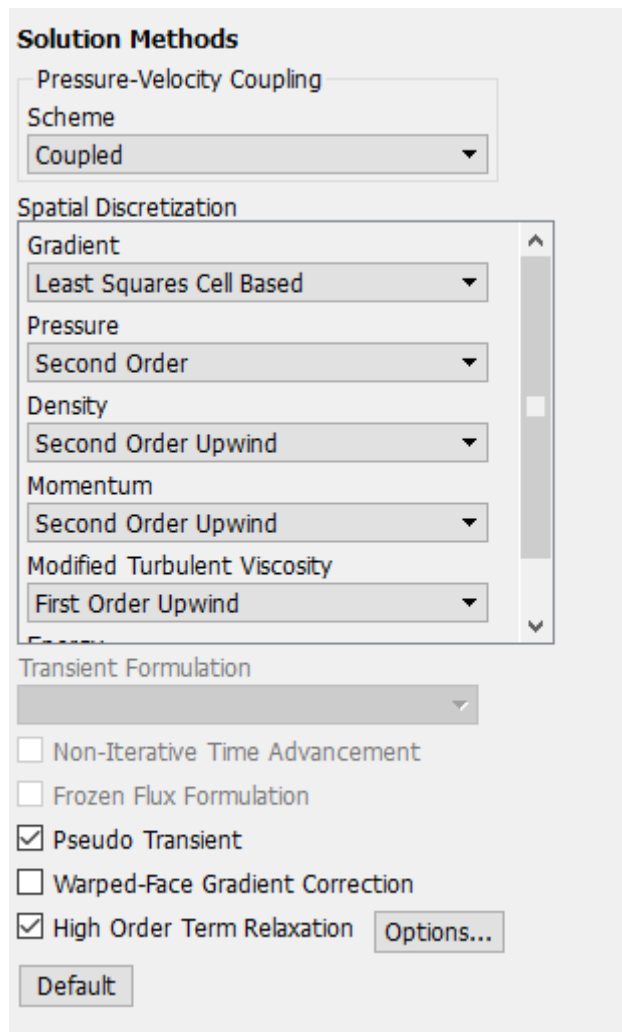 Solution Methods
Pressure-Velocity Coupling
Scheme
Coupled
Spatial Discretization
Gradient
Least Squares Cell Based
Pressure
Second Order
Density
Second Order Upwind
Momentum
Second Order Upwind
Modified Turbulent Viscosity
First Order Upwind
Energy
Transient Formulation
Non-Iterative Time Advancement
Frozen Flux Formulation
Pseudo Transient
Warped-Face Gradient Correction
High Order Term Relaxation Options...
Default